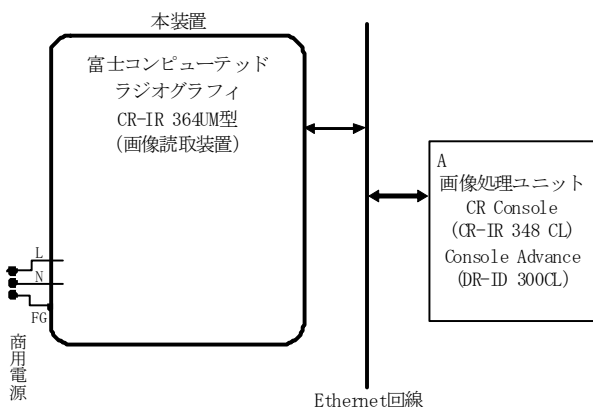 本装置
富士コンピューテッド
ラジオグラフィ
CR-IR 364UM型
(画像読取装置)
A
画像処理ユニット
CR Console
(CR-IR 348 CL)
Console Advance
(DR-ID 300CL)
L
N
FG
商用電源
Ethernet回線